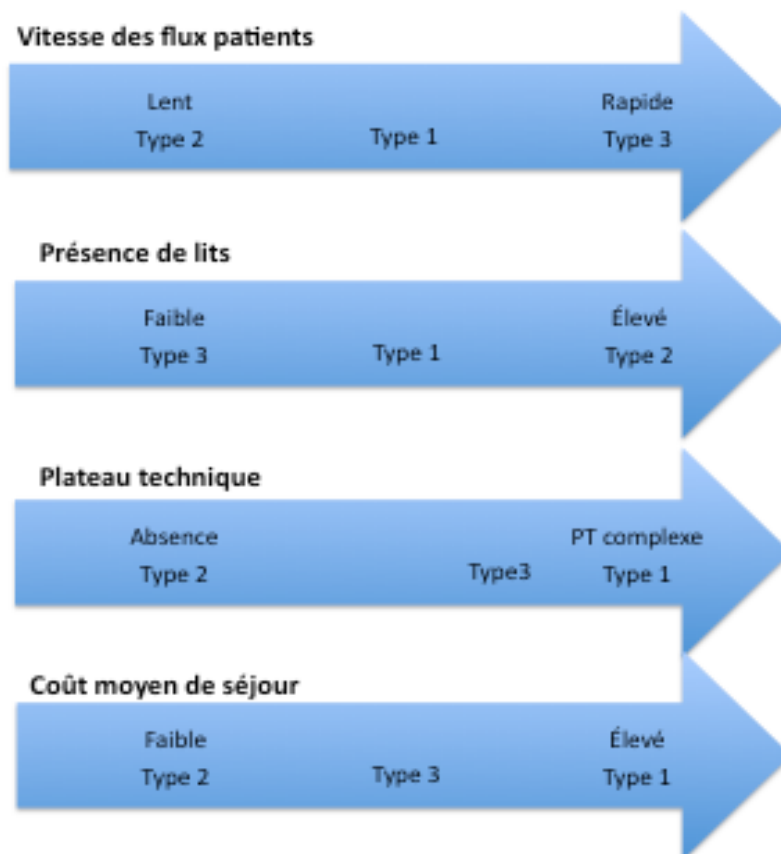 Vitesse des flux patients
Lent Rapide
Type 2 Type 1 Type 3
Présence de lits
Faible Élevé
Type 3 Type 1 Type 2
Plateau technique
Absence PT complexe
Type 2 Type3 Type 1
Coût moyen de séjour
Faible Élevé
Type 2 Type 3 Type 1